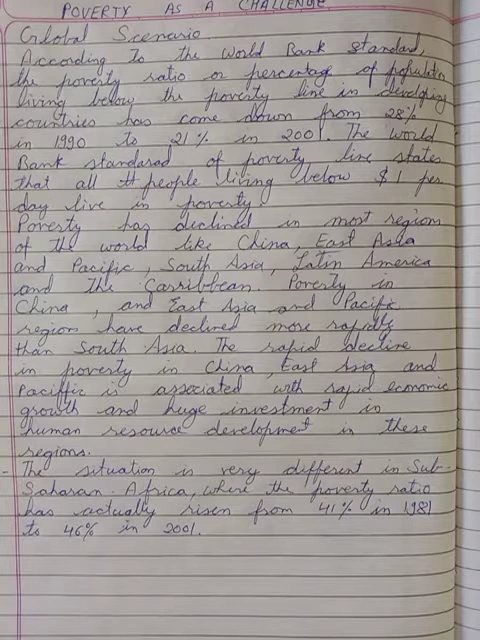 POVERTY AS A CHALLENGE
Global Scenario
According To the World Bank standard,
the poverty ratio or percentage of population
living below the poverty line in developing
countries has come down from 28%
in 1990 to 21% in 2001. The World
Bank standarad of poverty line states
that all people living below $1 per
day live in poverty.
Poverty has declined in most region
of the world like China, East Asia
and Pacific, South Asia, Latin America
and the Carribbean. Poverty in
China, and East Asia and Pacific
region have declined more rapidly
than South Asia. The rapid decline
in poverty in China, East Asia and
Paciffic is associated with rapid economic
growth and huge investment in
human resource development in these
regions.
- The situation is very different in Sub-
Saharan Africa, where the poverty ratio
has actually risen from 41% in 1981
to 46% in 2001.